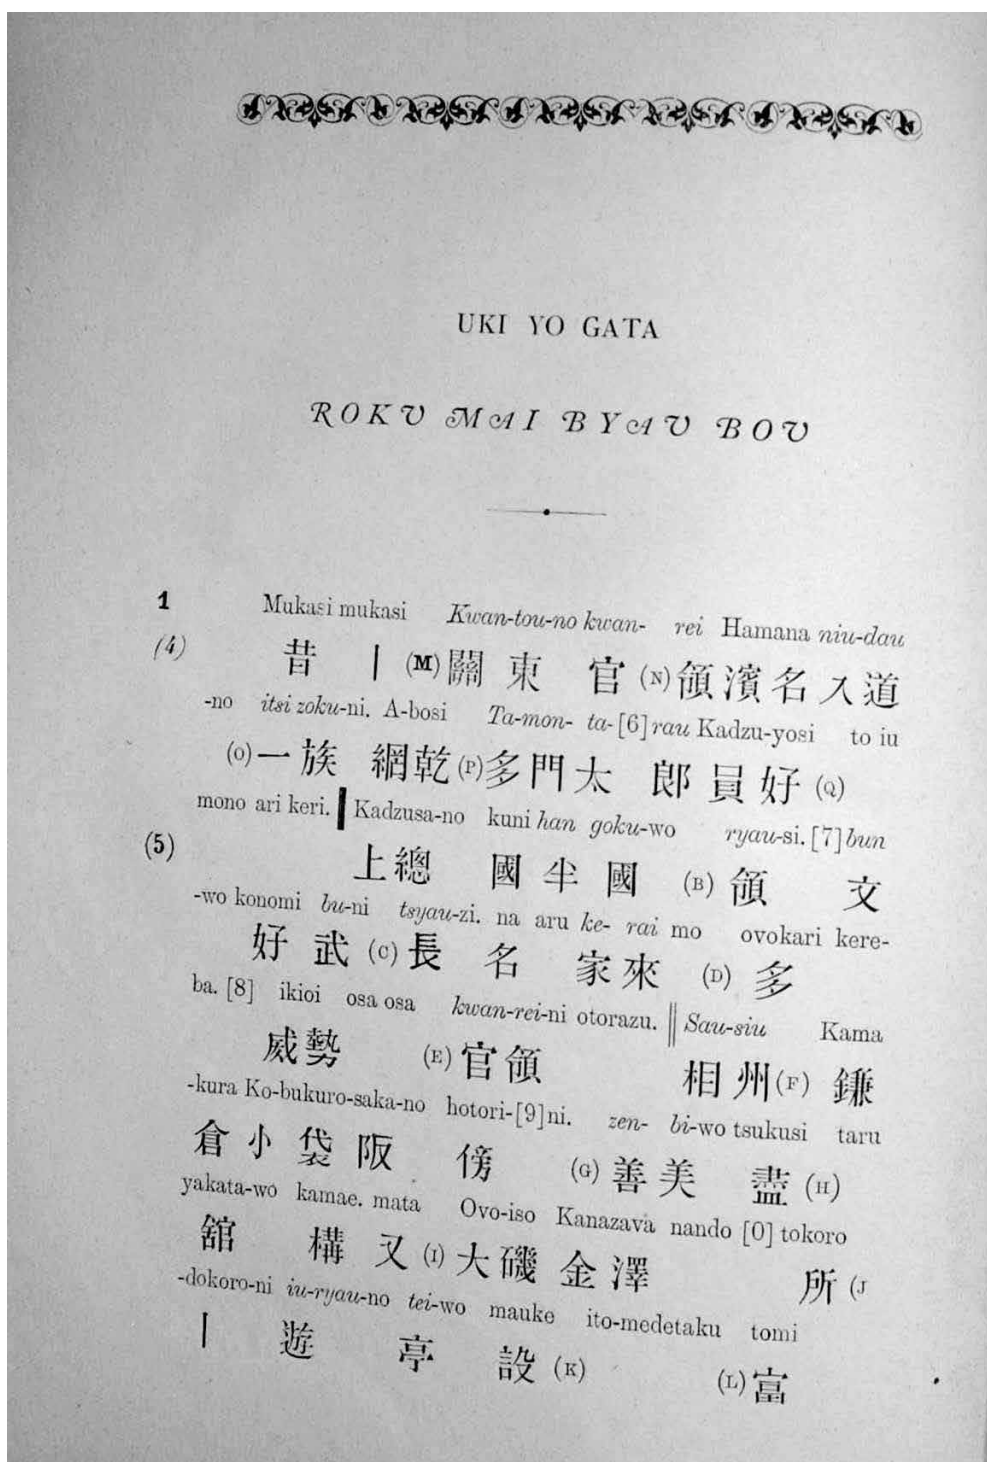 UKI YO GATA
ROKU MAI BYAU BOU
1 Mukasi mukasi Kwan-tou-no kwan- rei Hamana niu-dau
(4) 昔 | (M) 關 東 官 (N) 領 濱 名 入 道
-no itsi zoku-ni. A-bosi Ta-mon- ta-[6] rau Kadzu-yosi to iu
(O) 一 族 網 乾 (P) 多 門 太 郎 員 好 (Q)
mono ari keri. Kadzusa-no kuni han goku-wo ryau-si. [7] bun
(5) 上 總 國 半 國 (B) 領 文
-wo konomi bu-ni tsyau-zi. na aru ke- rai mo ovokari kere-
好 武 (C) 長 名 家 來 (D) 多
ba. [8] ikioi osa osa kwan-rei-ni otorazu. || Sau-siu Kama
威 勢 (E) 官 領 相 州 (F) 鎌
-kura Ko-bukuro-saka-no hotori-[9]ni. zen- bi-wo tsukusi taru
倉 小 袋 阪 傍 (G) 善 美 盡 (H)
yakata-wo kamae. mata Ovo-iso Kanazava nando [0] tokoro
舘 構 又 (I) 大 磯 金 澤 所 (J
-dokoro-ni iu-ryau-no tei-wo mauke ito-medetaku tomi
| 遊 亭 設 (K) (L) 富